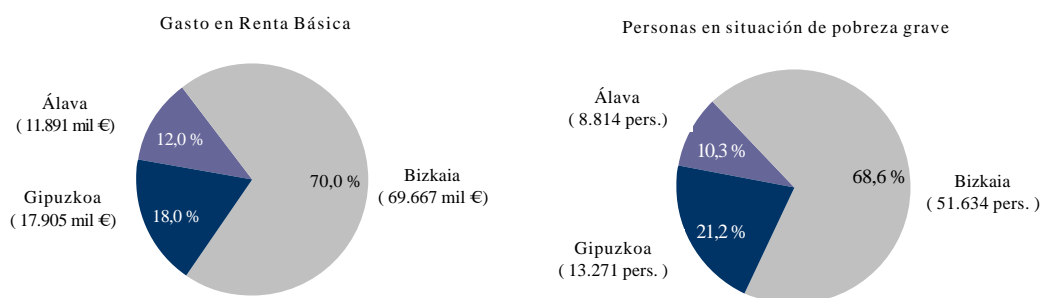 Gasto en Renta Básica
Álava
( 11.891 mil €)
12,0 %
Gipuzkoa
( 17.905 mil €)
18,0 %
70,0 %
Bizkaia
( 69.667 mil €)
Personas en situación de pobreza grave
Álava
( 8.814 pers.)
10,3 %
68,6 %
Bizkaia
( 51.634 pers. )
21,2 %
Gipuzkoa
( 13.271 pers. )